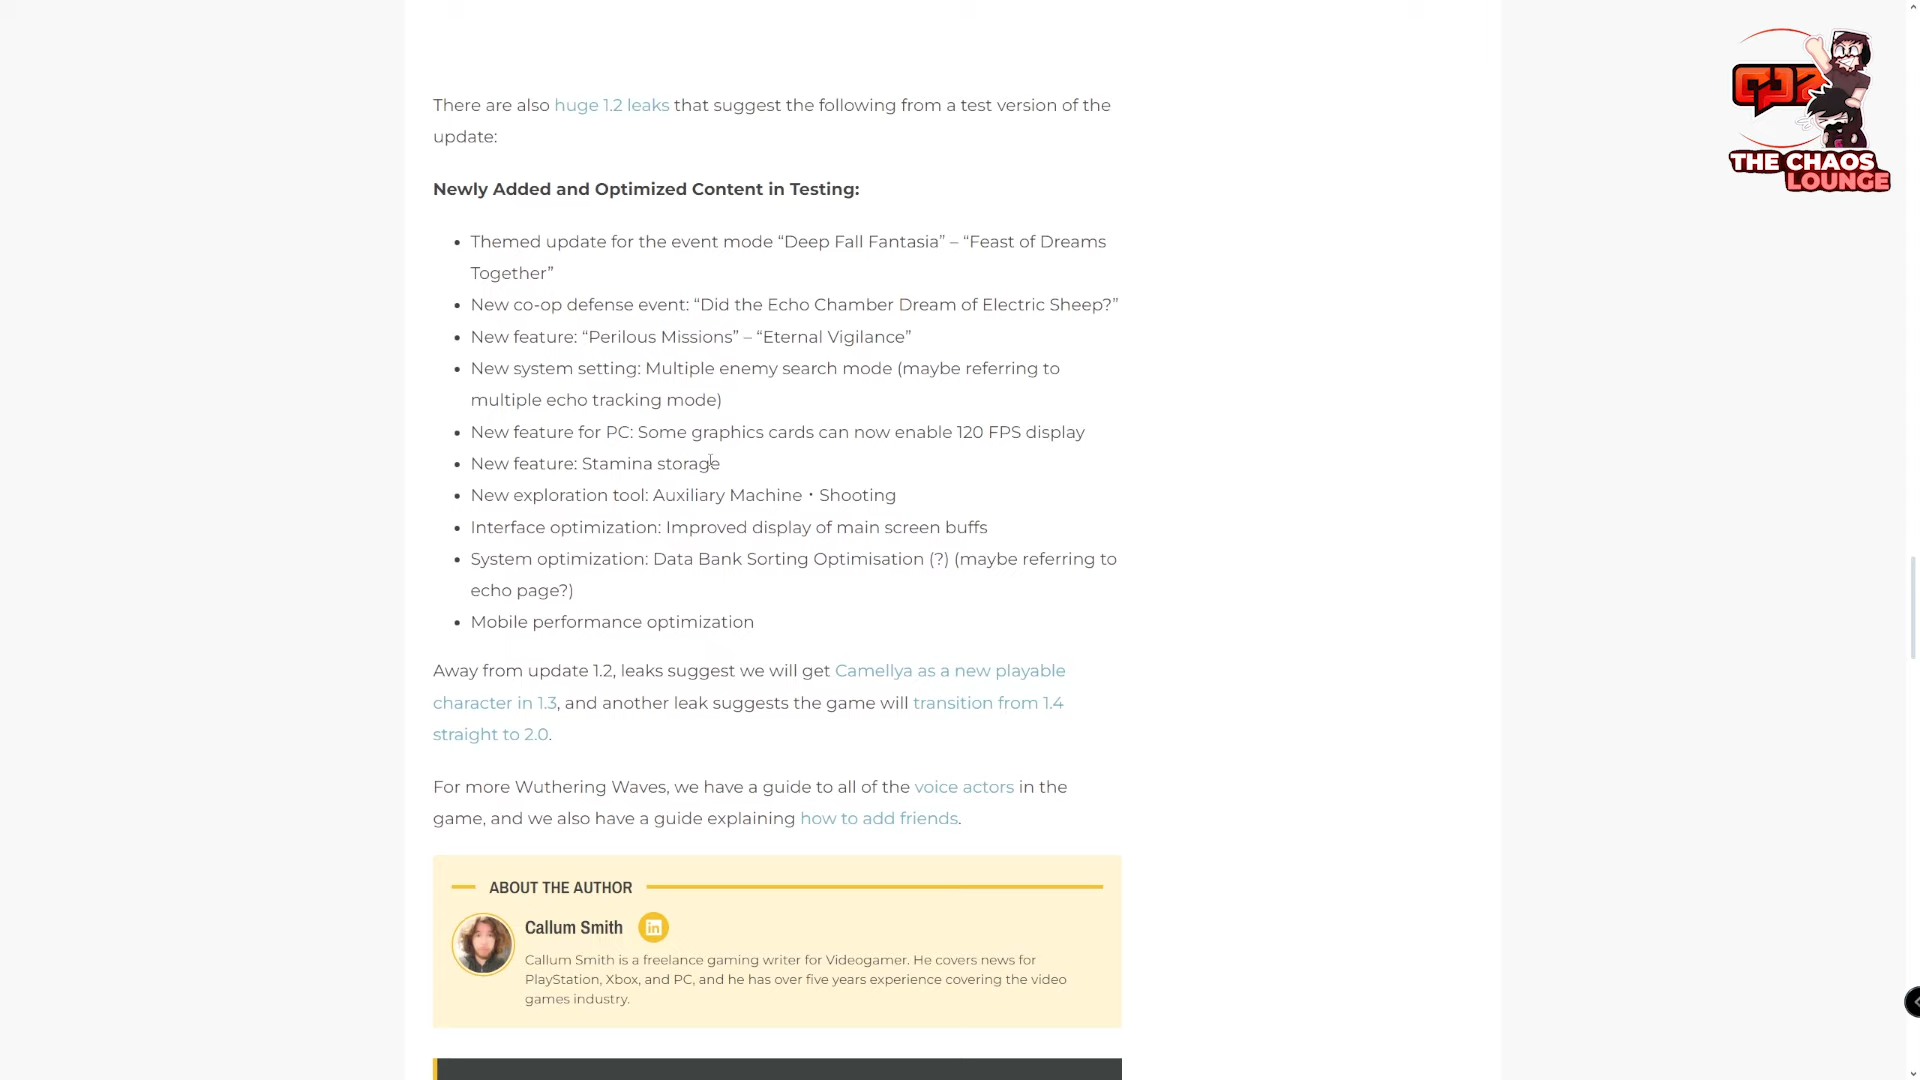 There are also huge 1.2 leaks that suggest the following from a test version of the
update:
Newly Added and Optimized Content in Testing:
• Themed update for the event mode “Deep Fall Fantasia” – “Feast of Dreams
Together”
• New co-op defense event: “Did the Echo Chamber Dream of Electric Sheep?”
• New feature: “Perilous Missions” – “Eternal Vigilance”
• New system setting: Multiple enemy search mode (maybe referring to
multiple echo tracking mode)
• New feature for PC: Some graphics cards can now enable 120 FPS display
• New feature: Stamina storage
• New exploration tool: Auxiliary Machine・Shooting
• Interface optimization: Improved display of main screen buffs
• System optimization: Data Bank Sorting Optimisation (?) (maybe referring to
echo page?)
• Mobile performance optimization
Away from update 1.2, leaks suggest we will get Camellya as a new playable
character in 1.3, and another leak suggests the game will transition from 1.4
straight to 2.0.
For more Wuthering Waves, we have a guide to all of the voice actors in the
game, and we also have a guide explaining how to add friends.
ABOUT THE AUTHOR
Callum Smith in
Callum Smith is a freelance gaming writer for Videogamer. He covers news for
PlayStation, Xbox, and PC, and he has over five years experience covering the video
games industry.
THE CHAOS
LOUNGE